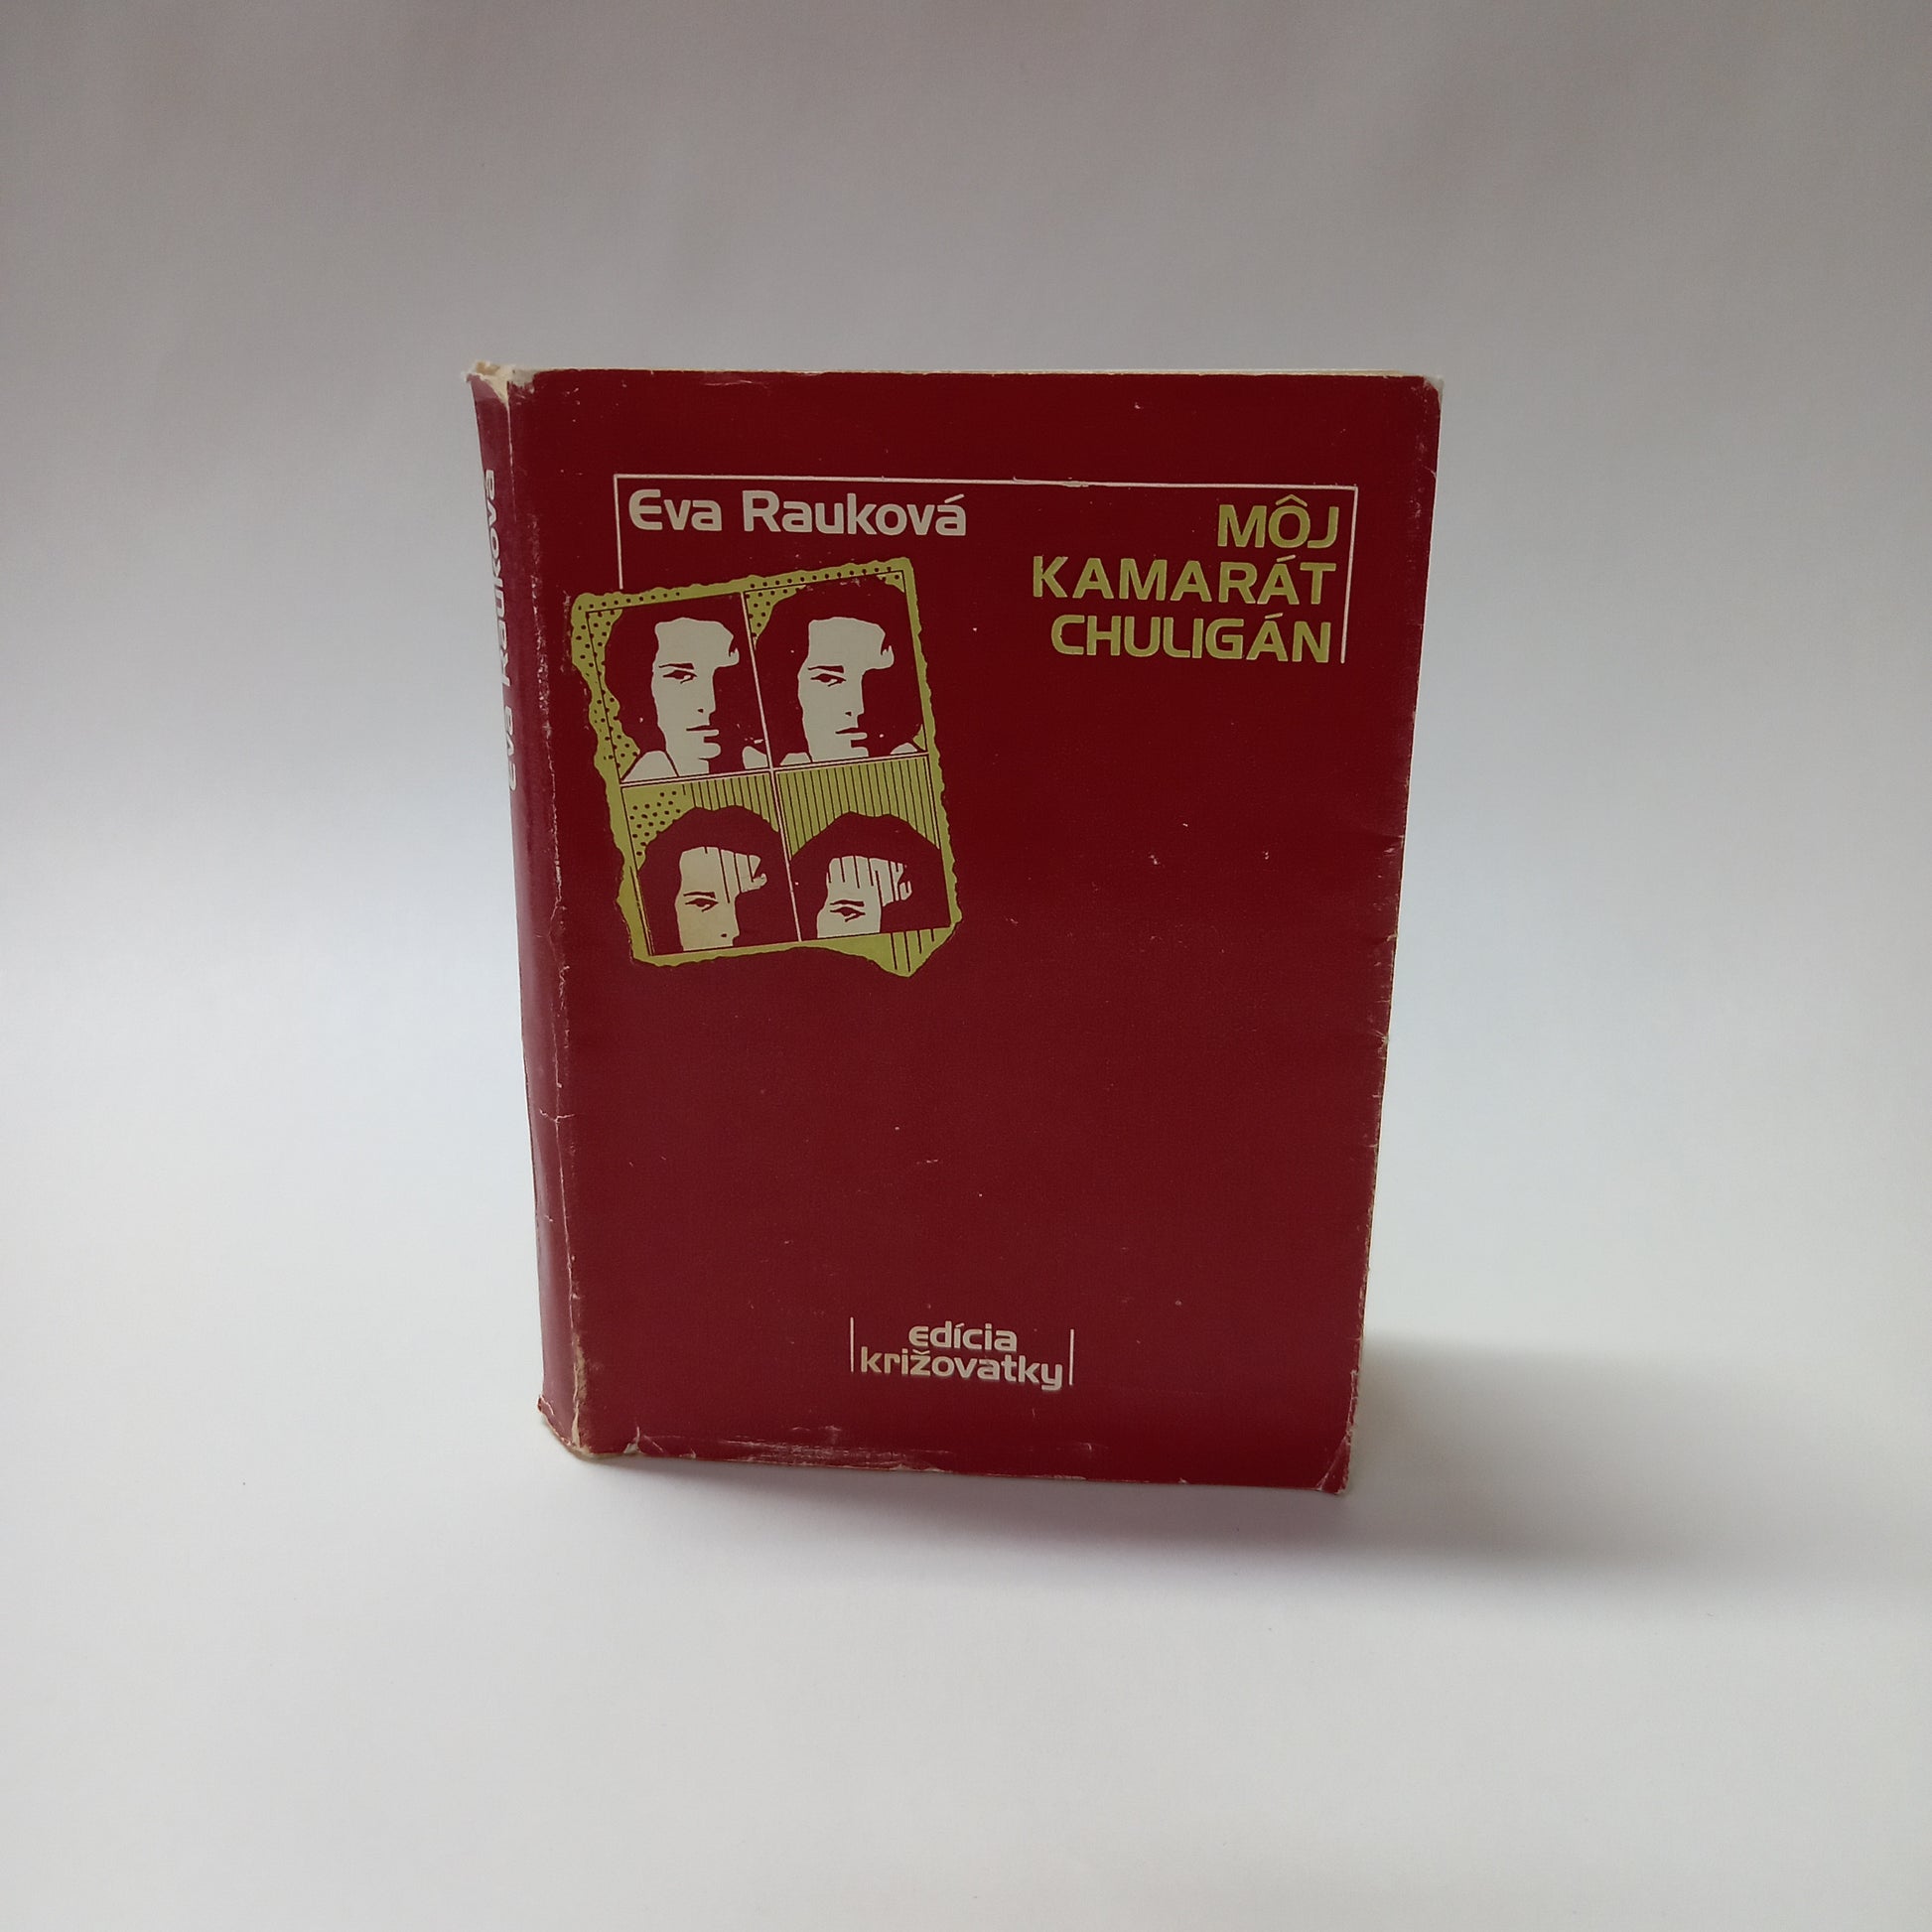 Eva Rauková
Eva Rauková
MÔJ
KAMARÁT
CHULIGÁN
edícia
križovatky